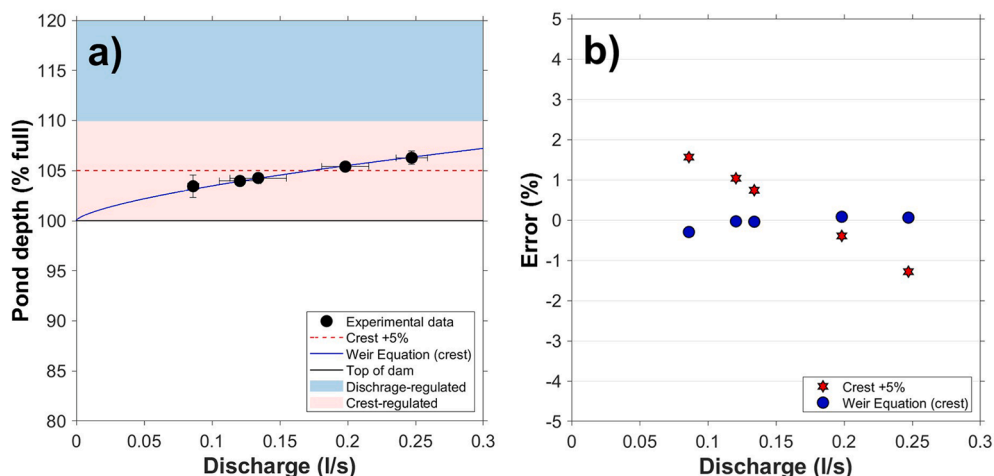 a)
Pond depth (% full)
120
115
110
105
100
95
90
85
80
Experimental data
Crest +5%
Weir Equation (crest)
Top of dam
Dischrage-regulated
Crest-regulated
0
0.05
0.1
0.15
0.2
0.25
0.3
Discharge (l/s)
b)
Error (%)
5
4
3
2
1
0
-1
-2
-3
-4
-5
Crest +5%
Weir Equation (crest)
0
0.05
0.1
0.15
0.2
0.25
0.3
Discharge (l/s)